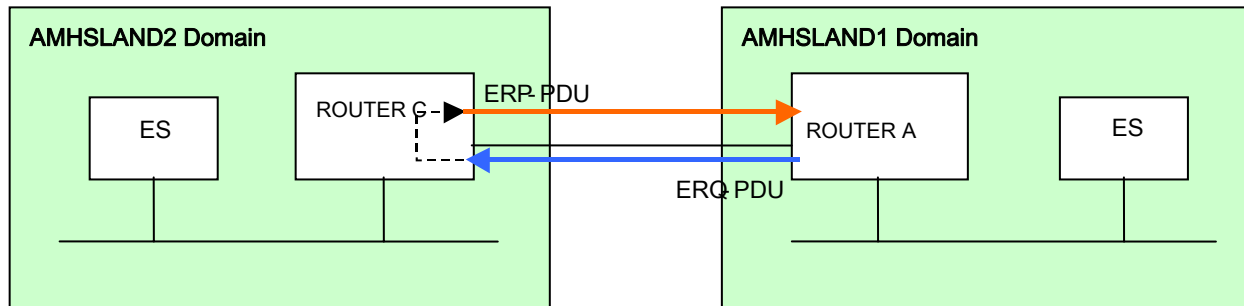 AMHSLAND2 Domain
AMHSLAND1 Domain
ERP-PDU
ROUTER C
ES
ROUTER A
ES
ERQ-PDU